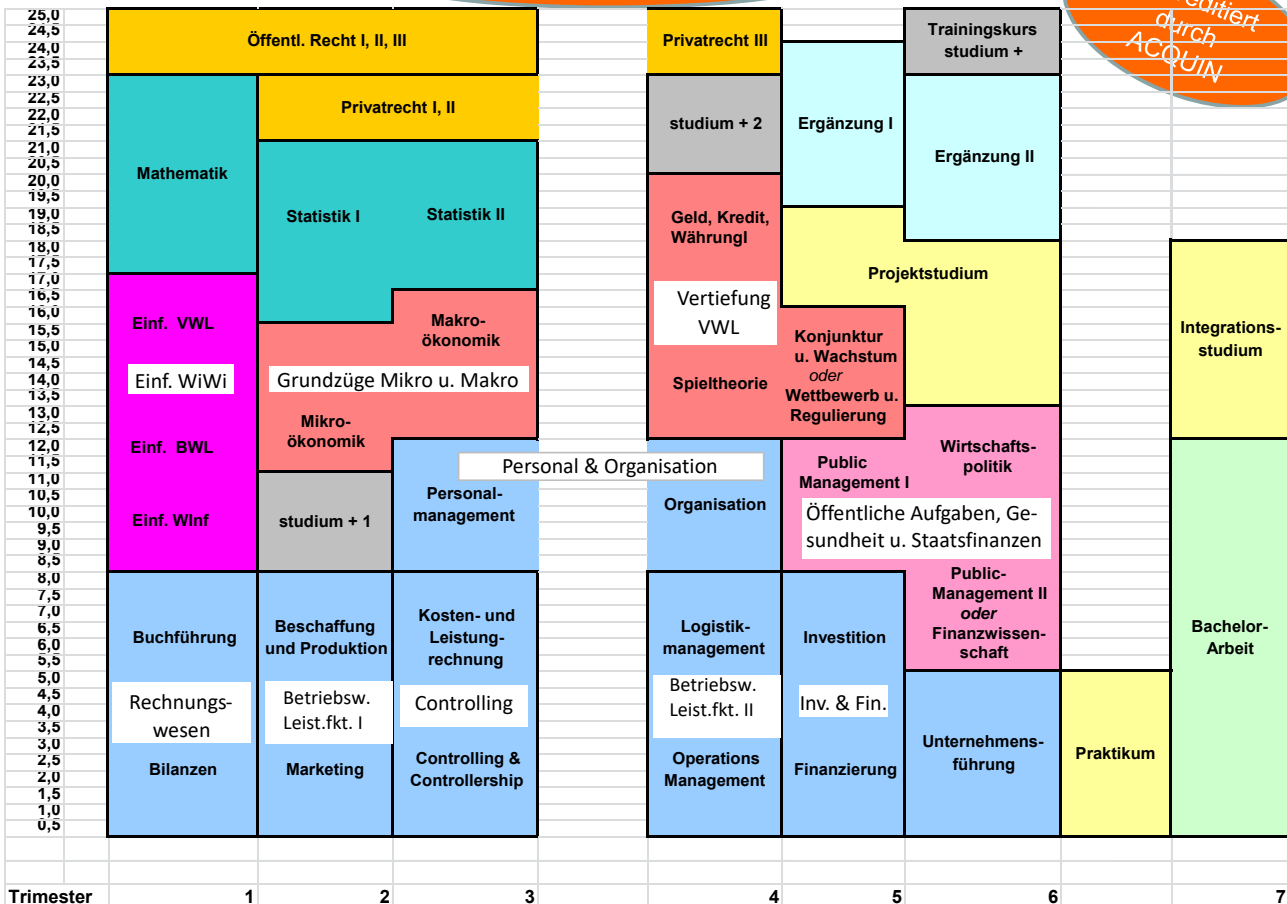 25,0
24,5
24,0
23,5
23,0
22,5
22,0
21,5
21,0
20,5
20,0
19,5
19,0
18,5
18,0
17,5
17,0
16,5
16,0
15,5
15,0
14,5
14,0
13,5
13,0
12,5
12,0
11,5
11,0
10,5
10,0
9,5
9,0
8,5
8,0
7,5
7,0
6,5
6,0
5,5
5,0
4,5
4,0
3,5
3,0
2,5
2,0
1,5
1,0
0,5
Öffentl. Recht I, II, III
Mathematik
Einf. VWL
Einf. WiWi
Einf. BWL
Einf. WInf
Buchführung
Rechnungs-
wesen
Bilanzen
Privatrecht I, II
Statistik I
Statistik II
Makro-
ökonomik
Grundzüge Mikro u. Makro
Mikro-
ökonomik
studium + 1
Beschaffung
und Produktion
Betriebsw.
Leist.fkt. I
Marketing
Personal & Organisation
Personal-
management
Kosten- und
Leistung-
rechnung
Controlling
Controlling &
Controllership
Privatrecht III
studium + 2
Geld, Kredit,
WährungI
Vertiefung
VWL
Spieltheorie
Organisation
Logistik-
management
Betriebsw.
Leist.fkt. II
Operations
Management
Ergänzung I
Projektstudium
Konjunktur
u. Wachstum
oder
Wettbewerb u.
Regulierung
Public
Management I
Öffentliche Aufgaben, Ge-
sundheit u. Staatsfinanzen
Investition
Inv. & Fin.
Finanzierung
Trainingskurs
studium +
Ergänzung II
Wirtschafts-
politik
Public-
Management II
oder
Finanzwissen-
schaft
Unternehmens-
führung
Praktikum
Integrations-
studium
Bachelor-
Arbeit
durch
ACQUIN
Trimester 1 2 3 4 5 6 7